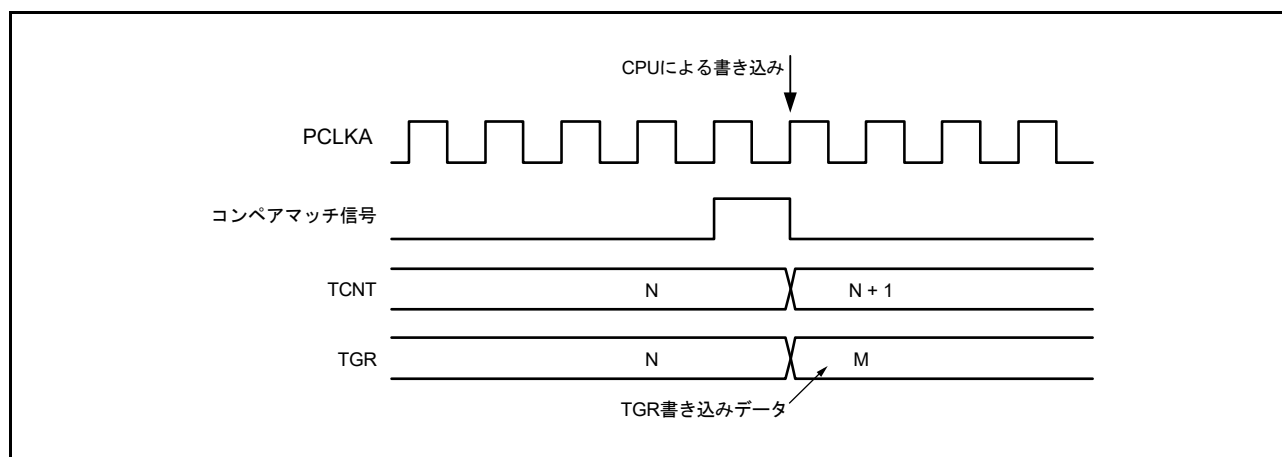 CPUによる書き込み
PCLKA
コンペアマッチ信号
TCNT N N + 1
TGR N M
TGR書き込みデータ